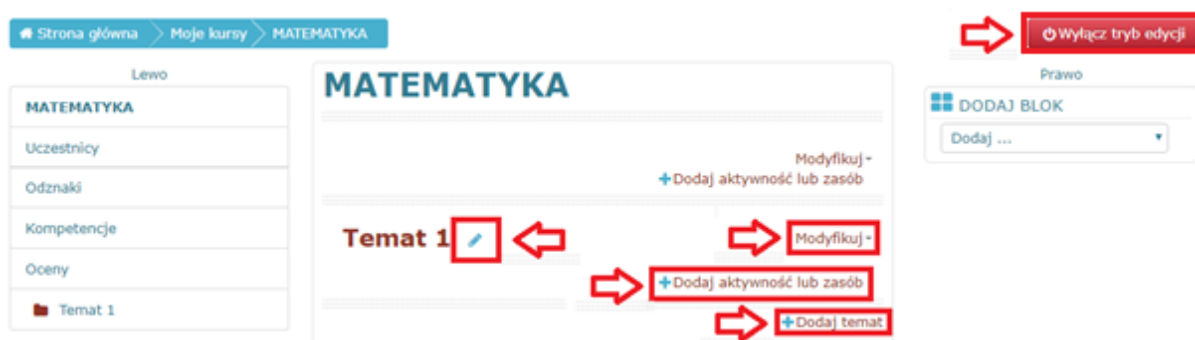 Strona główna Moje kursy MATEMATYKA
Wyłącz tryb edycji
Lewo
MATEMATYKA
Uczestnicy
Odznaki
Kompetencje
Oceny
Temat 1
MATEMATYKA
Modyfikuj
+Dodaj aktywność lub zasób
Temat 1
Modyfikuj
+Dodaj aktywność lub zasób
+Dodaj temat
Prawo
DODAJ BLOK
Dodaj ...